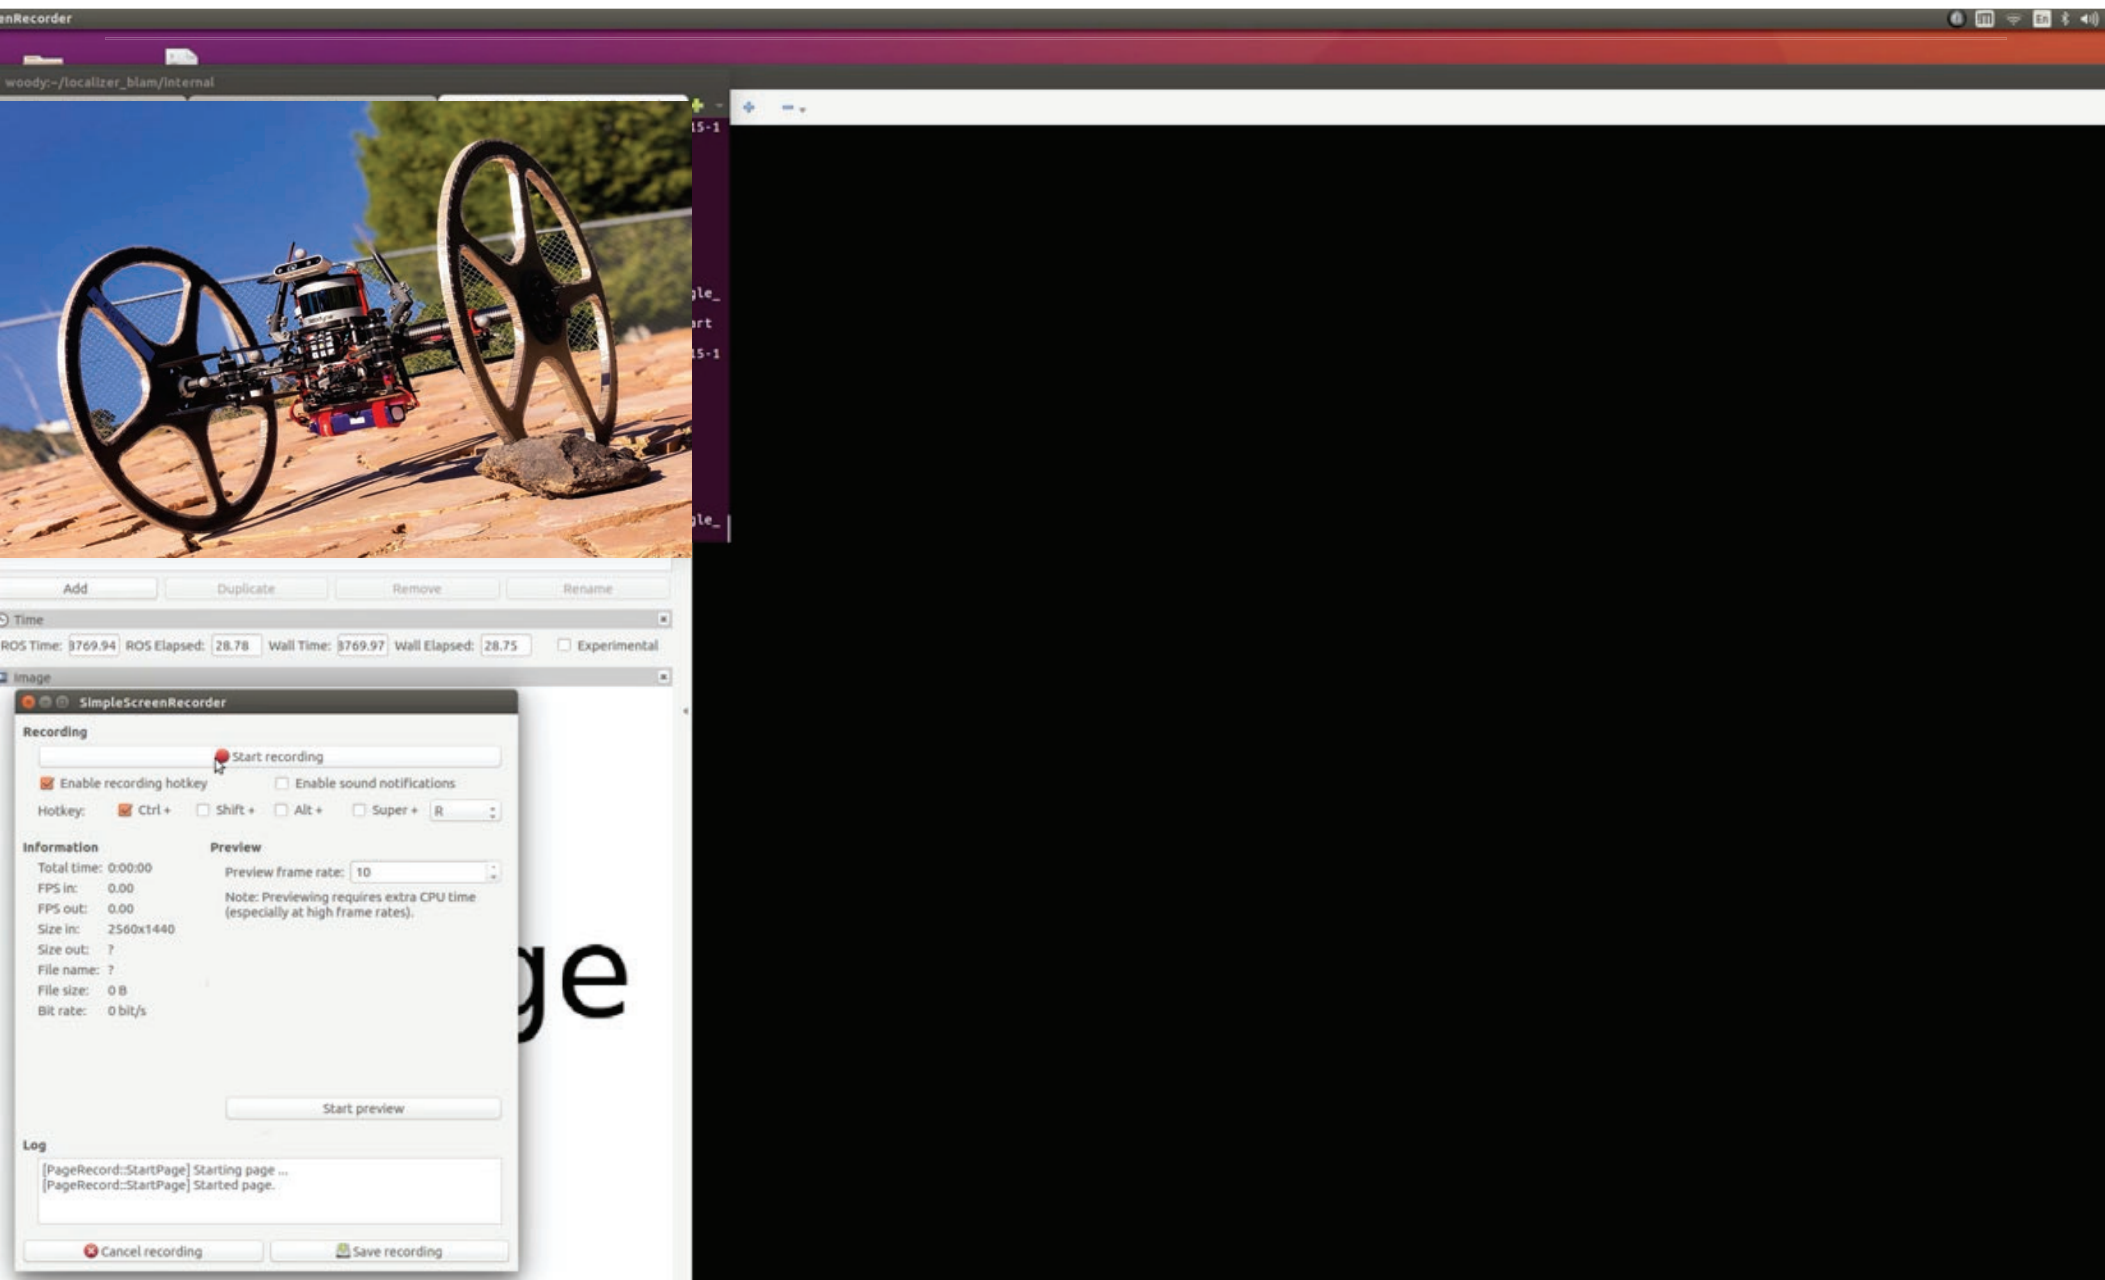 enRecorder
En
woody:~/localizer_blam/internal
15-1
gle_
art
15-1
gle_
Add Duplicate Remove Rename
Time
ROS Time: 3769.94 ROS Elapsed: 28.78 Wall Time: 3769.97 Wall Elapsed: 28.75 Experimental
Image
SimpleScreenRecorder
Recording
Start recording
Enable recording hotkey Enable sound notifications
Hotkey: Ctrl + Shift + Alt + Super + R
Information Preview
Total time: 0:00:00
Preview frame rate: 10
FPS in: 0.00
Note: Previewing requires extra CPU time
(especially at high frame rates).
FPS out: 0.00
Size in: 2560x1440
Size out: ?
File name: ?
File size: 0 B
Bit rate: 0 bit/s
ge
Start preview
Log
[PageRecord::StartPage] Starting page ...
[PageRecord::StartPage] Started page.
Cancel recording Save recording